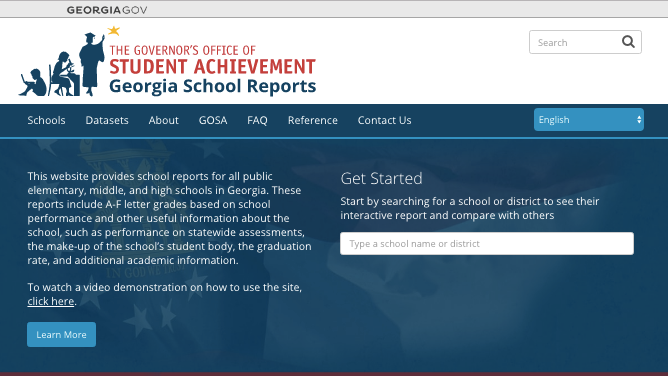 GEORGIAGOV
THE GOVERNOR'S OFFICE OF
STUDENT ACHIEVEMENT
Georgia School Reports
Search
Schools Datasets About GOSA FAQ Reference Contact Us
English
This website provides school reports for all public
elementary, middle, and high schools in Georgia. These
reports include A-F letter grades based on school
performance and other useful information about the
school, such as performance on statewide assessments,
the make-up of the school's student body, the graduation
rate, and additional academic information.
To watch a video demonstration on how to use the site,
click here.
Learn More
Get Started
Start by searching for a school or district to see their
interactive report and compare with others
Type a school name or district
IN GOD WE TRUST